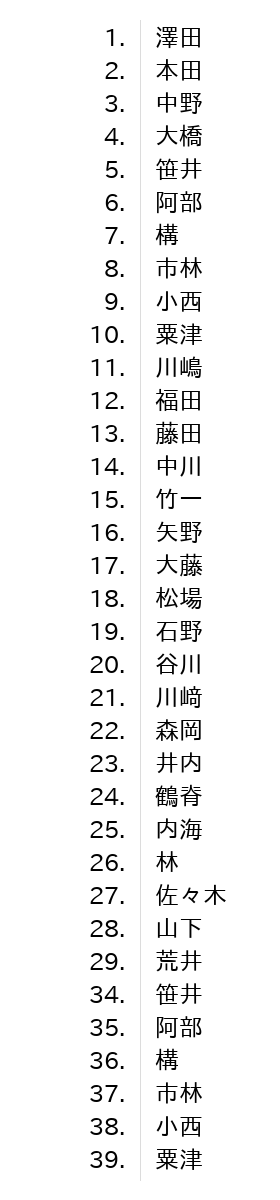 1. 澤田
2. 本田
3. 中野
4. 大橋
5. 笹井
6. 阿部
7. 構
8. 市林
9. 小西
10. 粟津
11. 川嶋
12. 福田
13. 藤田
14. 中川
15. 竹一
16. 矢野
17. 大藤
18. 松場
19. 石野
20. 谷川
21. 川﨑
22. 森岡
23. 井内
24. 鶴脊
25. 内海
26. 林
27. 佐々木
28. 山下
29. 荒井
34. 笹井
35. 阿部
36. 構
37. 市林
38. 小西
39. 粟津